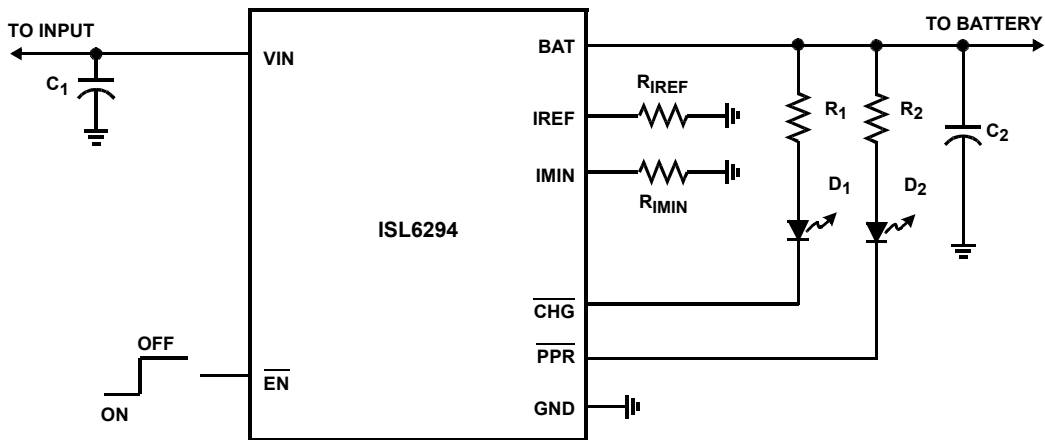 TO INPUT
TO BATTERY
VIN
BAT
C1
RIREF
IREF
R1
R2
C2
IMIN
RIMIN
D1
D2
ISL6294
CHG
OFF
PPR
EN
ON
GND